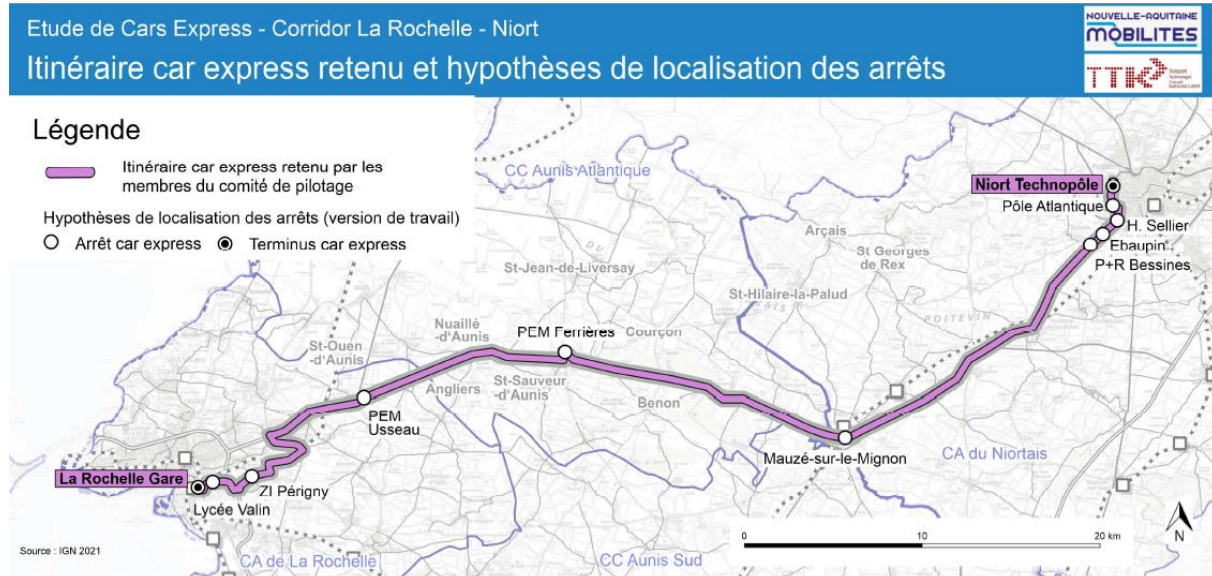 Etude de Cars Express - Corridor La Rochelle - Niort
Itinéraire car express retenu et hypothèses de localisation des arrêts
NOUVELLE-AQUITAINE
MOBILITES
TTK
Légende
Itinéraire car express retenu par les
membres du comité de pilotage
Hypothèses de localisation des arrêts (version de travail)
Arrêt car express
Terminus car express
CC Aunis Atlantique
Niort Technopôle
Pôle Atlantique
H. Sellier
Ebaupin
P+R Bessines
Arçais
St Georges
de Rex
St-Jean-de-Liversay
St-Hilaire-la-Palud
POITEVIN
DU
Nuaillé
-d'Aunis
PEM Ferrières
Courçon
St-Ouen
-d'Aunis
Angliers
St-Sauveur
-d'Aunis
Benon
PEM
Usseau
Mauzé-sur-le-Mignon
CA du Niortais
La Rochelle Gare
ZI Périgny
Lycée Valin
CA de La Rochelle
CC Aunis Sud
0
10
20 km
N
Source : IGN 2021